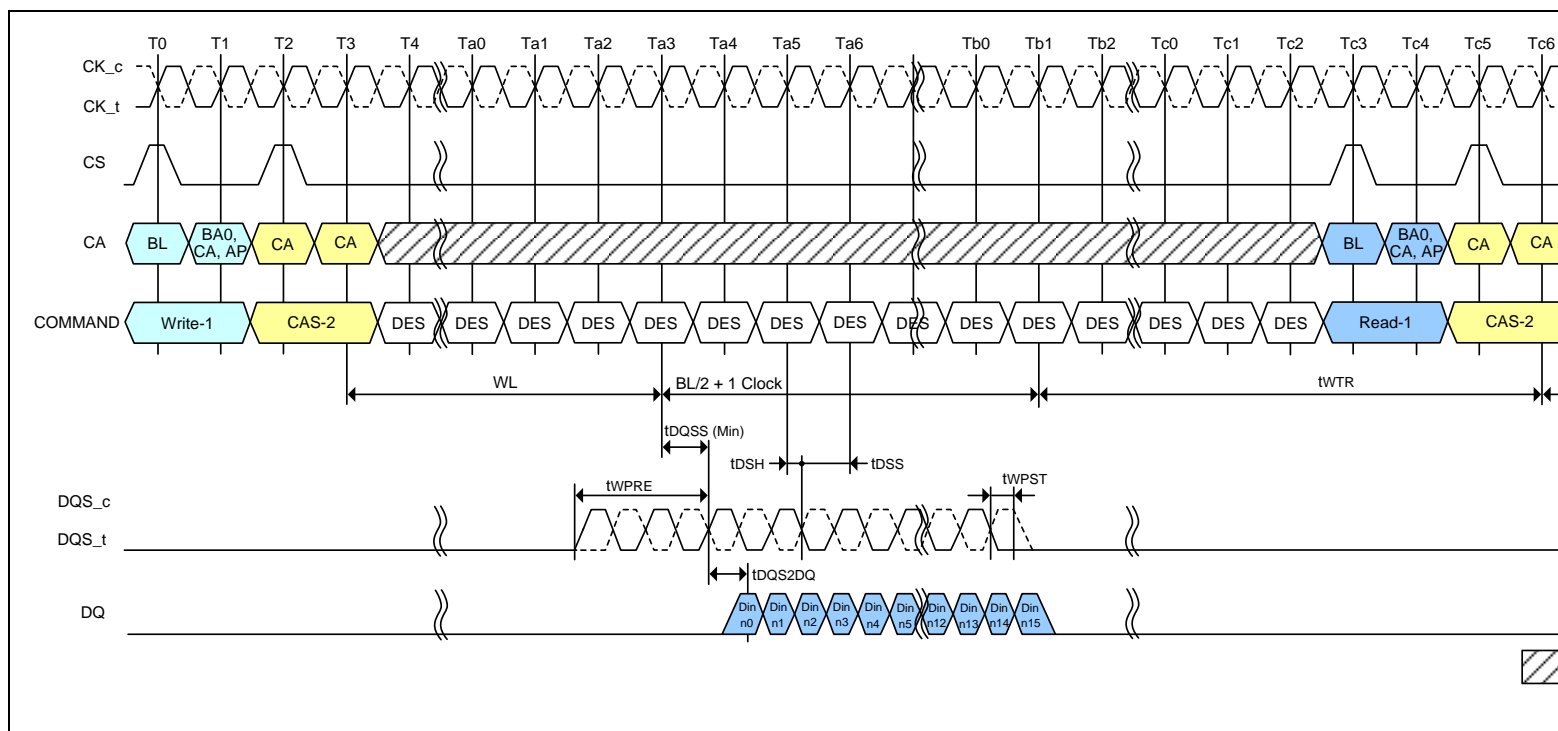 T0 T1 T2 T3 T4 Ta0 Ta1 Ta2 Ta3 Ta4 Ta5 Ta6 Tb0 Tb1 Tb2 Tc0 Tc1 Tc2 Tc3 Tc4 Tc5 Tc6
CK_c
CK_t
CS
CA BL BA0, CA, AP CA CA BL BA0, CA, AP CA CA
COMMAND Write-1 CAS-2 DES DES DES DES DES DES DES DES DES DES DES DES DES DES DES Read-1 CAS-2
WL BL/2 + 1 Clock tWTR
tDQSS (Min)
tDSH tDSS
tWPRE tWPST
DQS_c
DQS_t
tDQS2DQ
DQ Din n0 Din n1 Din n2 Din n3 Din n4 Din n5 Din n12 Din n13 Din n14 Din n15